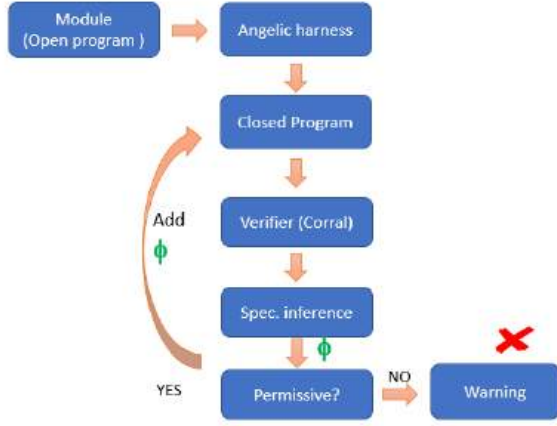 Module
(Open program )
Angelic harness
Closed Program
Add
ϕ
Verifier (Corral)
Spec. inference
ϕ
YES
Permissive?
NO
Warning